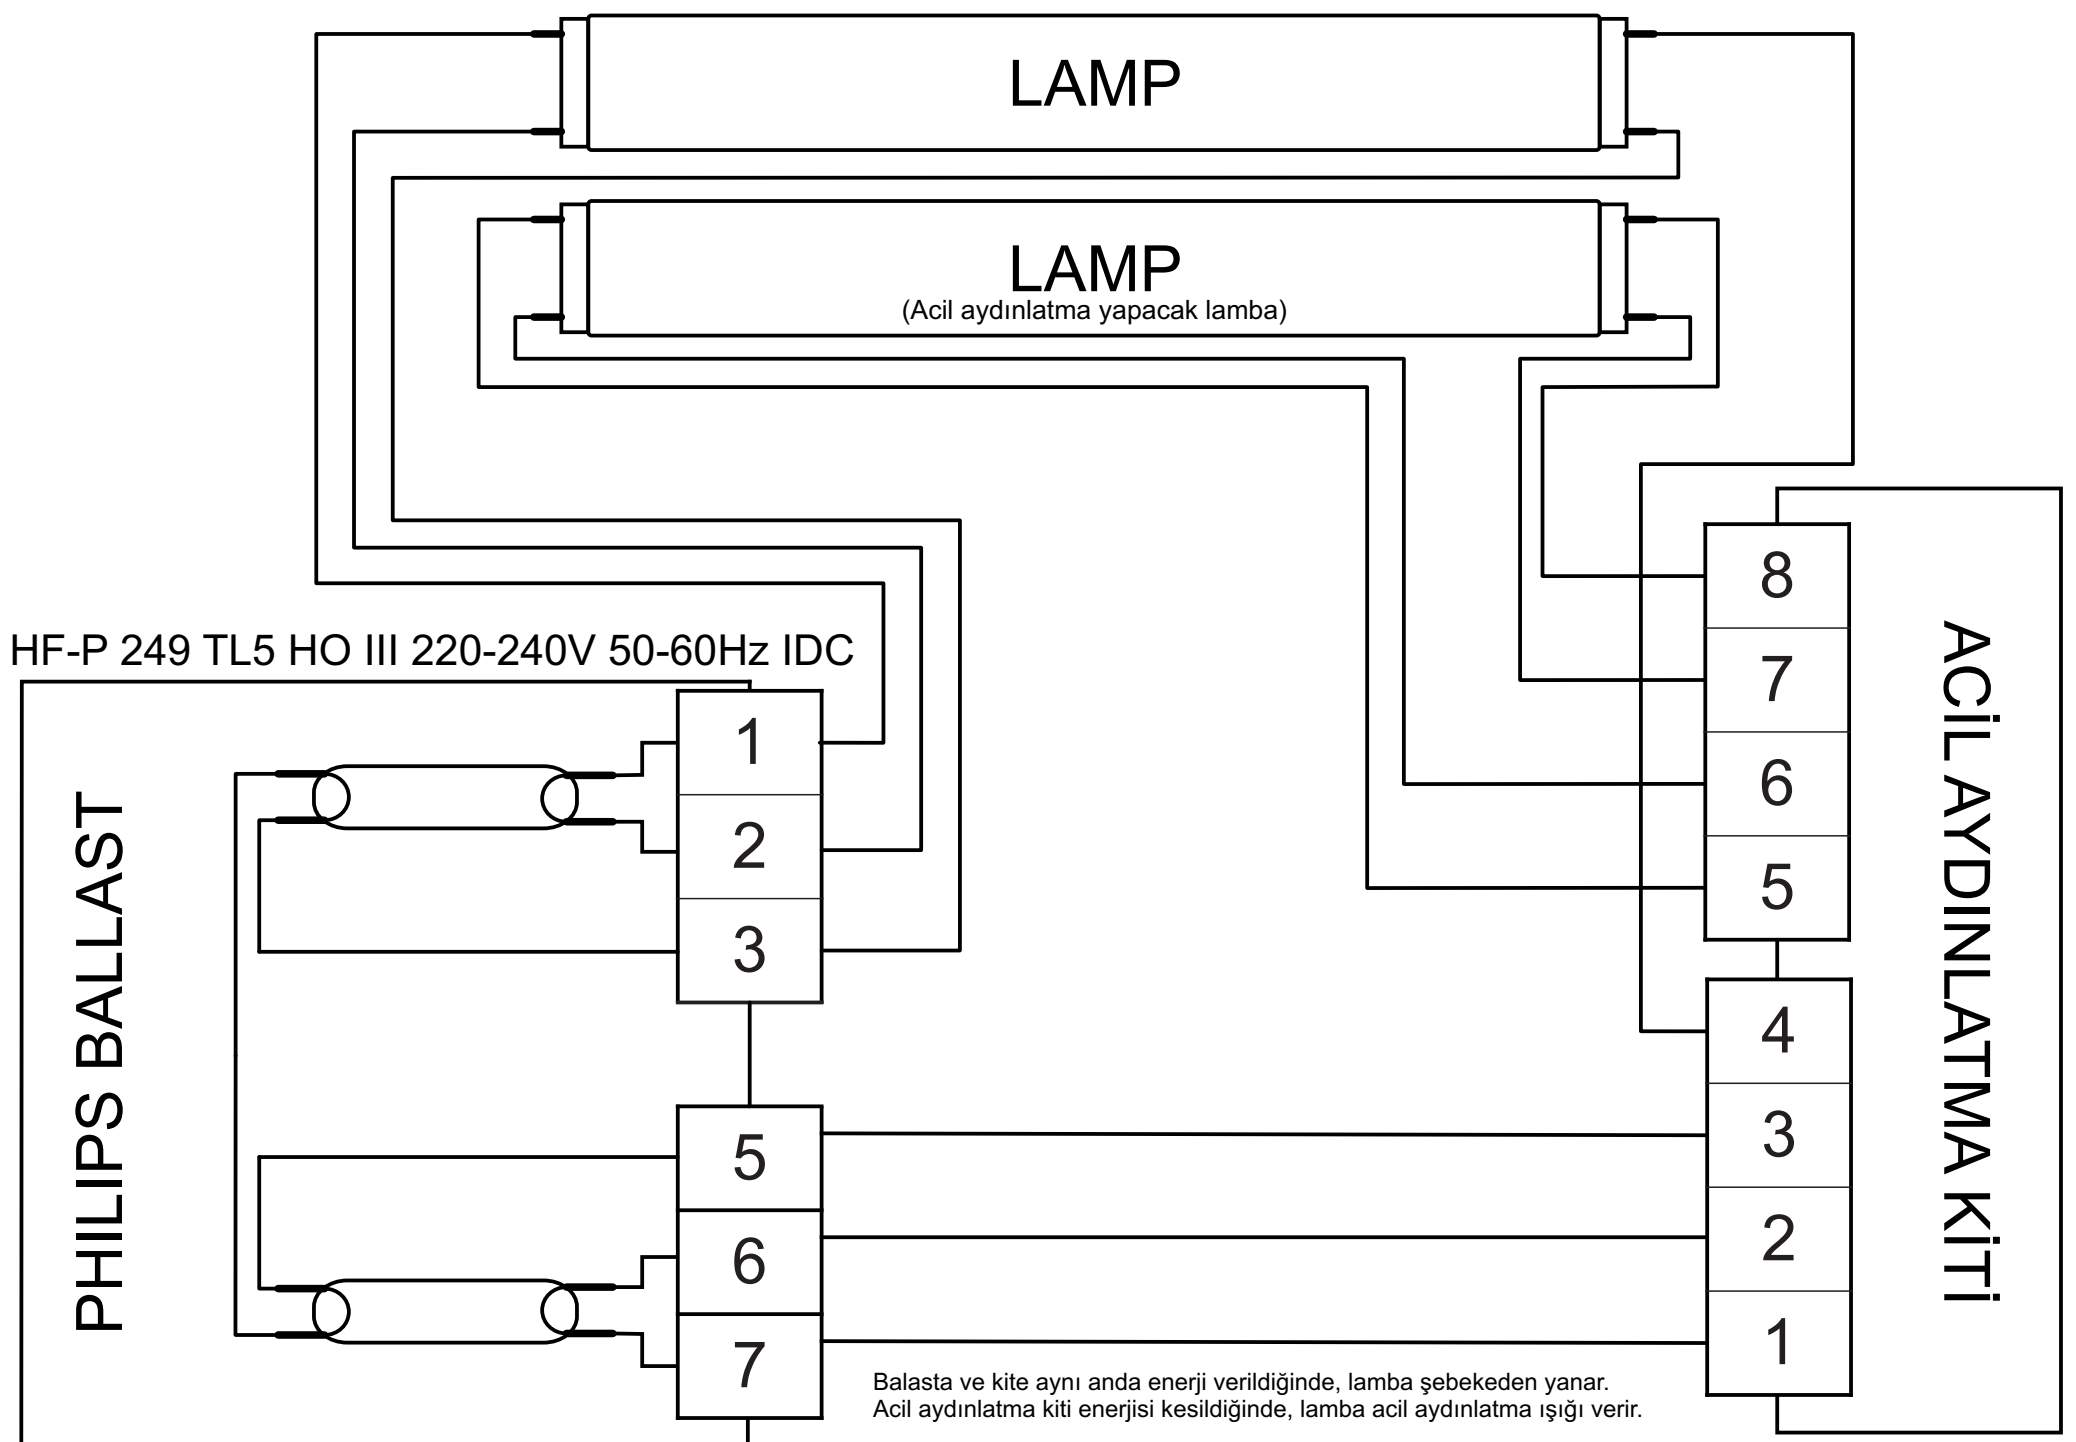 LAMP
LAMP
(Acil aydınlatma yapacak lamba)
HF-P 249 TL5 HO III 220-240V 50-60Hz IDC
PHILIPS BALLAST
1
2
3
5
6
7
8
7
6
5
4
3
2
1
ACİL AYDINLATMA KİTİ
Balasta ve kite aynı anda enerji verildiğinde, lamba şebekeden yanar.
Acil aydınlatma kiti enerjisi kesildiğinde, lamba acil aydınlatma ışığı verir.